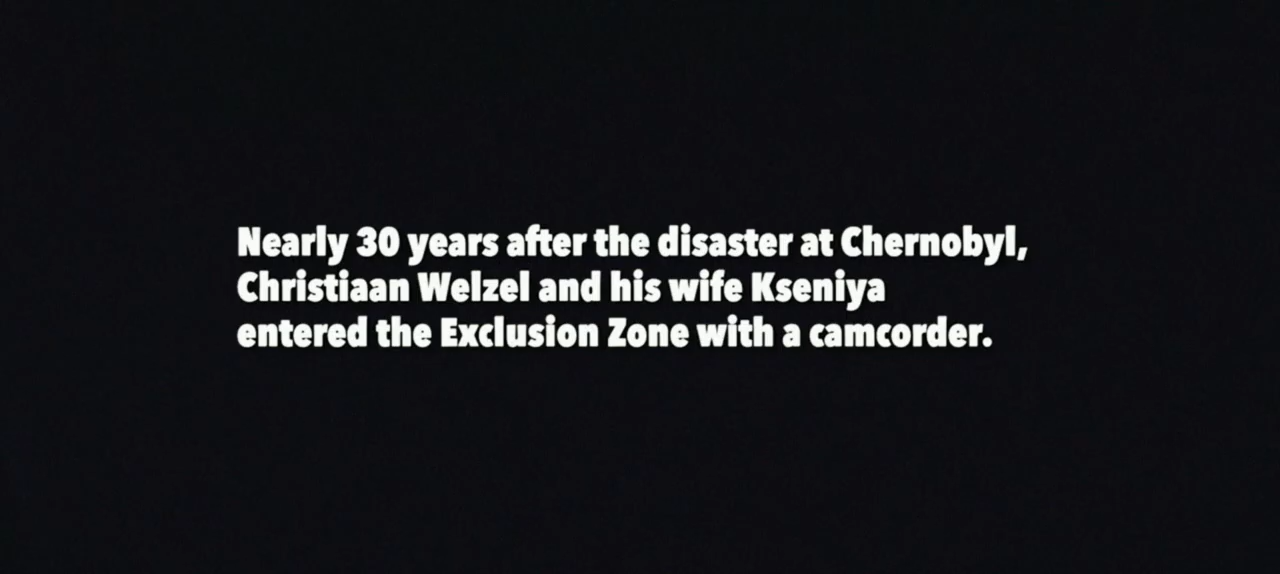 Nearly 30 years after the disaster at Chernobyl,
Christiaan Welzel and his wife Kseniya
entered the Exclusion Zone with a camcorder.